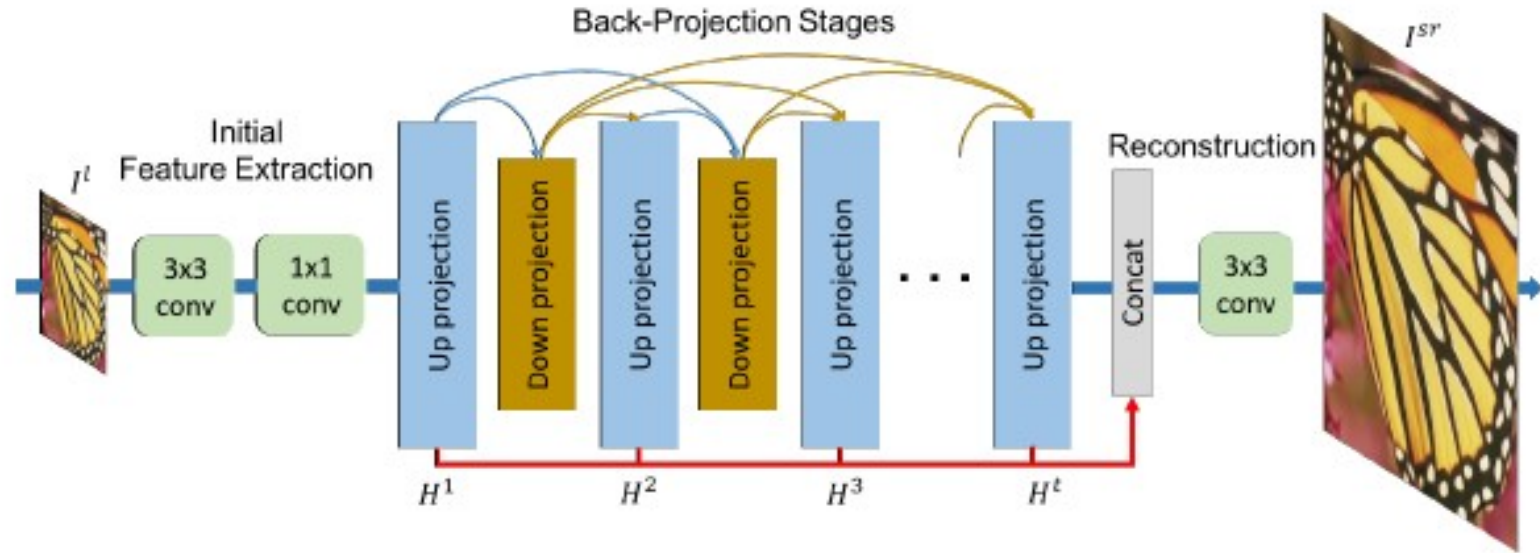 Back-Projection Stages
I^{sr}
Initial
Feature Extraction
I^{l}
Reconstruction
3x3
conv
1x1
conv
Up projection
Down projection
Up projection
Down projection
Up projection
. . .
Up projection
Concat
3x3
conv
H^{1}
H^{2}
H^{3}
H^{t}